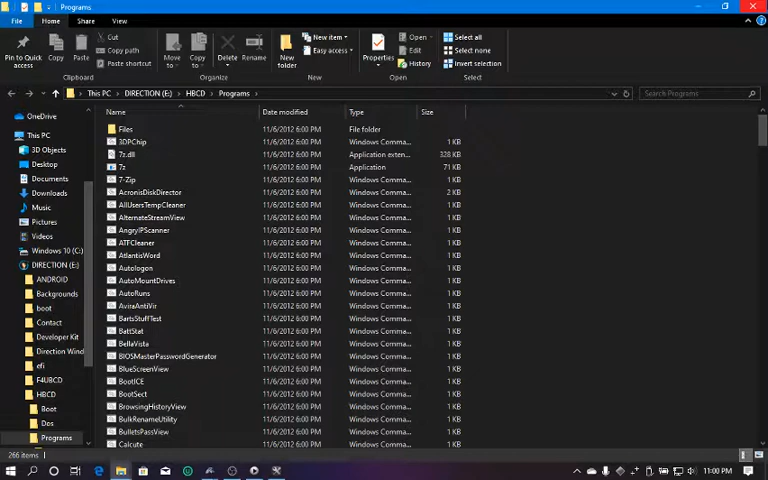 Programs
File Home Share View
Pin to Quick access
Copy
Paste
Cut
Copy path
Paste shortcut
Clipboard
Move to
Copy to
Delete
Rename
Organize
New folder
New item
Easy access
New
Properties
Open
Edit
History
Open
Select all
Select none
Invert selection
Select
This PC > DIRECTION (E:) > HBCD > Programs >
Search Programs
OneDrive
This PC
3D Objects
Desktop
Documents
Downloads
Music
Pictures
Videos
Windows 10 (C:)
DIRECTION (E:)
ANDROID
Backgrounds
boot
Contact
Developer Kit
Direction Wind
efi
F4UBCD
HBCD
Boot
Dos
Programs
Name Date modified Type Size
Files 11/6/2012 6:00 PM File folder
3DPChip 11/6/2012 6:00 PM Windows Comma... 1 KB
7z.dll 11/6/2012 6:00 PM Application exten... 328 KB
7z 11/6/2012 6:00 PM Application 71 KB
7-Zip 11/6/2012 6:00 PM Windows Comma... 1 KB
AcronisDiskDirector 11/6/2012 6:00 PM Windows Comma... 2 KB
AllUsersTempCleaner 11/6/2012 6:00 PM Windows Comma... 1 KB
AlternateStreamView 11/6/2012 6:00 PM Windows Comma... 1 KB
AngryIPScanner 11/6/2012 6:00 PM Windows Comma... 1 KB
ATFCleaner 11/6/2012 6:00 PM Windows Comma... 1 KB
AtlantisWord 11/6/2012 6:00 PM Windows Comma... 1 KB
Autologon 11/6/2012 6:00 PM Windows Comma... 1 KB
AutoMountDrives 11/6/2012 6:00 PM Windows Comma... 1 KB
AutoRuns 11/6/2012 6:00 PM Windows Comma... 1 KB
AviraAntiVir 11/6/2012 6:00 PM Windows Comma... 1 KB
BartsStuffTest 11/6/2012 6:00 PM Windows Comma... 1 KB
BattStat 11/6/2012 6:00 PM Windows Comma... 1 KB
BellaVista 11/6/2012 6:00 PM Windows Comma... 1 KB
BIOSMasterPasswordGenerator 11/6/2012 6:00 PM Windows Comma... 1 KB
BlueScreenView 11/6/2012 6:00 PM Windows Comma... 1 KB
BootICE 11/6/2012 6:00 PM Windows Comma... 1 KB
BootSect 11/6/2012 6:00 PM Windows Comma... 1 KB
BrowsingHistoryView 11/6/2012 6:00 PM Windows Comma... 1 KB
BulkRenameUtility 11/6/2012 6:00 PM Windows Comma... 1 KB
BulletsPassView 11/6/2012 6:00 PM Windows Comma... 1 KB
Calcute 11/6/2012 6:00 PM Windows Comma... 1 KB
266 items
11:00 PM